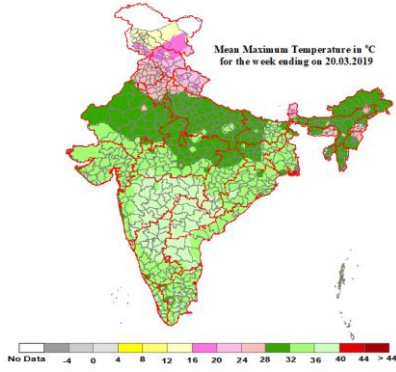 Mean Maximum Temperature in °C
for the week ending on 20.03.2019
No Data -4 0 4 8 12 16 20 24 28 32 36 40 44 > 44